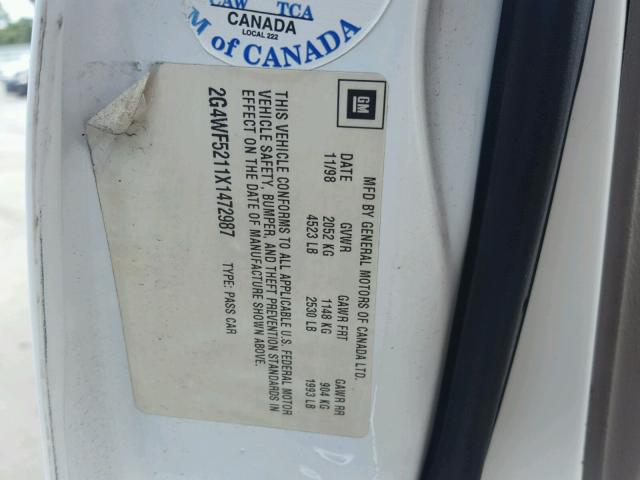 CAW TCA
CANADA
LOCAL 222
M of CANADA
GM
MFD BY GENERAL MOTORS OF CANADA LTD.
DATE GVWR GAWR FRT GAWR RR
11/98 2052 KG 1148 KG 904 KG
4523 LB 2530 LB 1993 LB
THIS VEHICLE CONFORMS TO ALL APPLICABLE U.S. FEDERAL MOTOR
VEHICLE SAFETY, BUMPER, AND THEFT PREVENTION STANDARDS IN
EFFECT ON THE DATE OF MANUFACTURE SHOWN ABOVE.
2G4WF5211X1472987 TYPE: PASS CAR